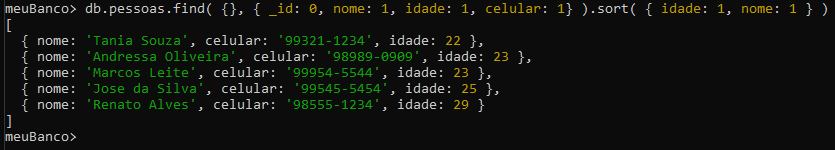 meuBanco> db.pessoas.find( {}, { _id: 0, nome: 1, idade: 1, celular: 1} ).sort( { idade: 1, nome: 1 } )
[
  { nome: 'Tania Souza', celular: '99321-1234', idade: 22 },
  { nome: 'Andressa Oliveira', celular: '98989-0909', idade: 23 },
  { nome: 'Marcos Leite', celular: '99954-5544', idade: 23 },
  { nome: 'Jose da Silva', celular: '99545-5454', idade: 25 },
  { nome: 'Renato Alves', celular: '98555-1234', idade: 29 }
]
meuBanco>